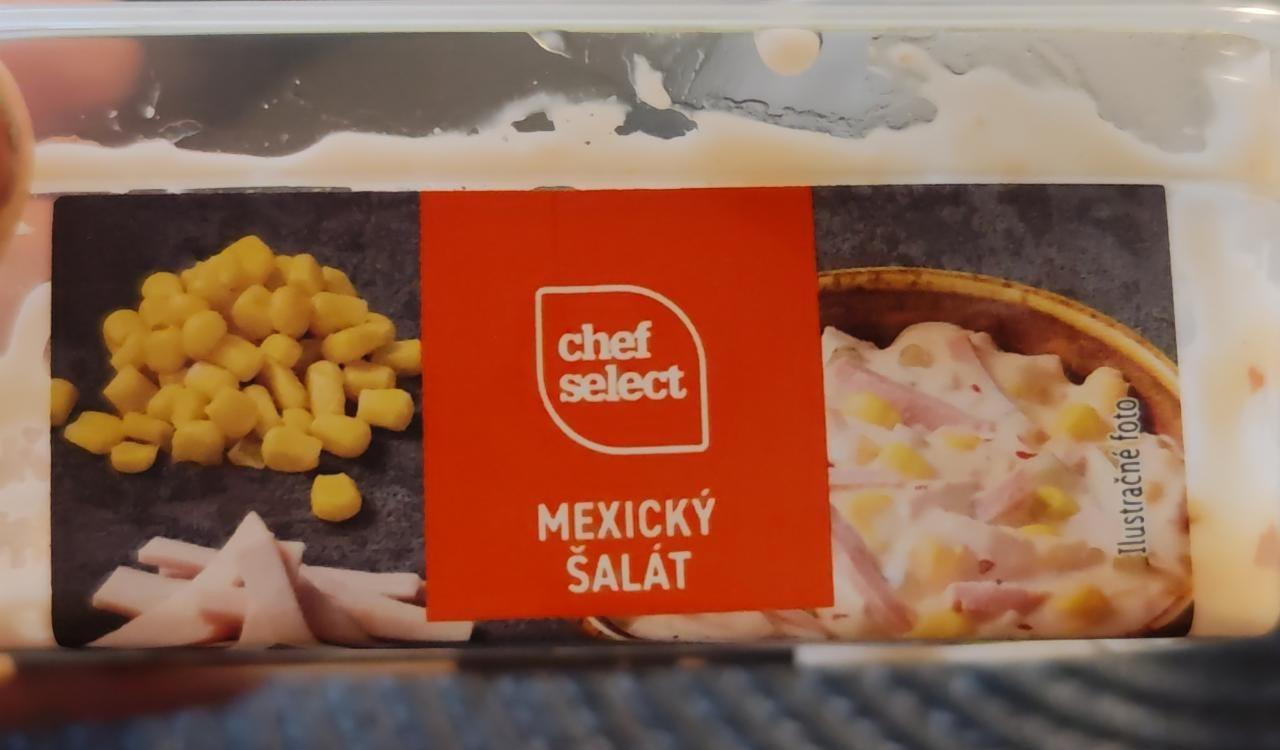 chef
select
MEXICKÝ
ŠALÁT
Ilustračné foto